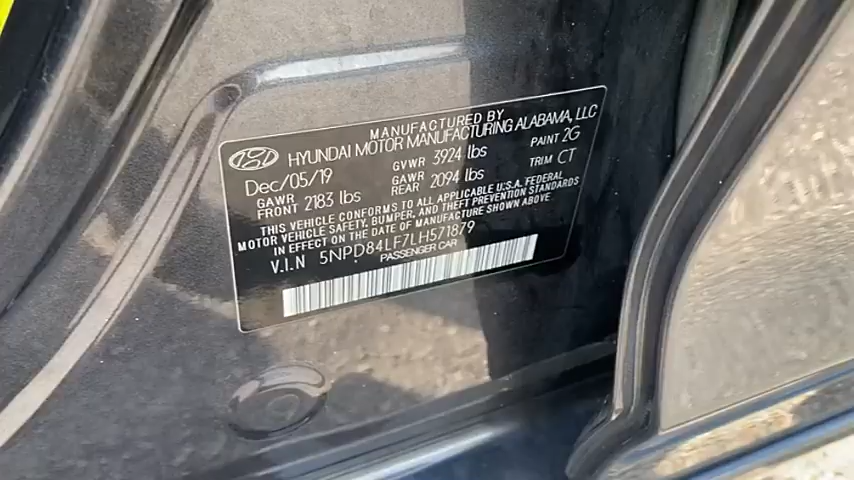 MANUFACTURED BY
HYUNDAI MOTOR MANUFACTURING ALABAMA, LLC
Dec/05/19 GVWR 3924 lbs PAINT 2G
GAWR FRONT 2183 lbs GAWR REAR 2094 lbs TRIM CT
THIS VEHICLE CONFORMS TO ALL APPLICABLE U.S.A. FEDERAL
MOTOR VEHICLE SAFETY, BUMPER, AND THEFT PREVENTION STANDARDS
IN EFFECT ON THE DATE OF MANUFACTURE SHOWN ABOVE
V.I.N 5NPD84LF7LH571879
PASSENGER CAR